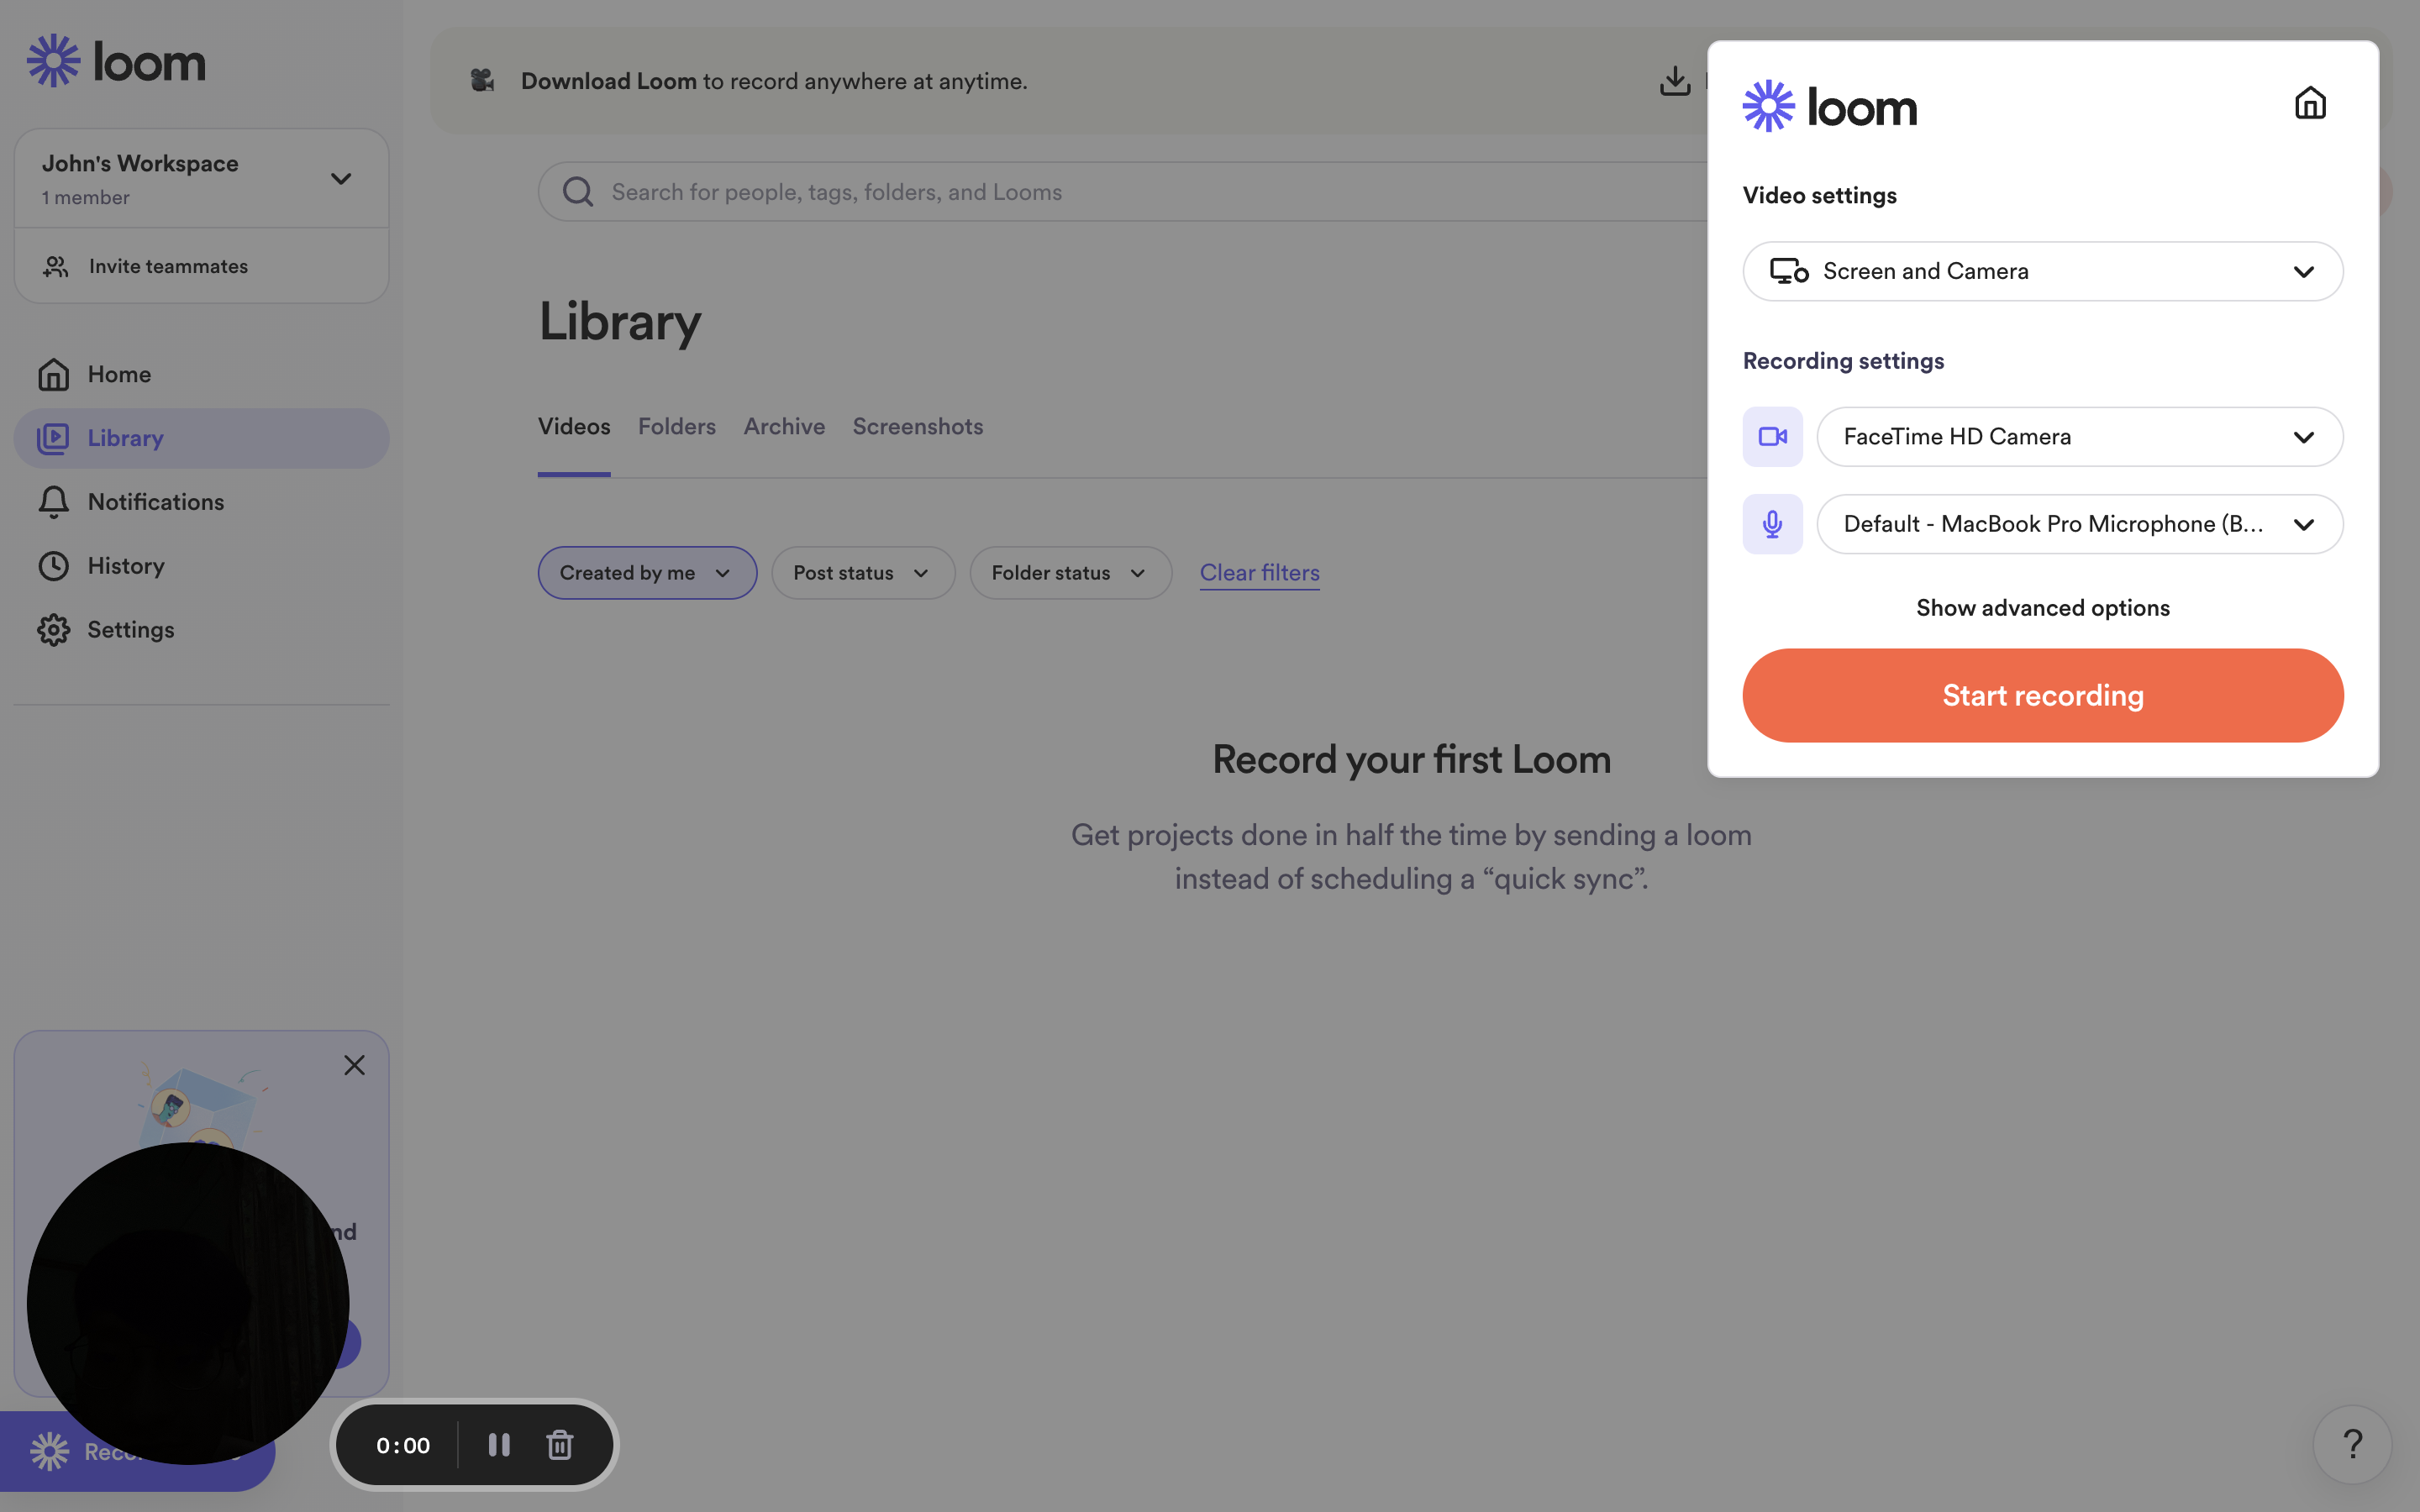 loom
John's Workspace
1 member
Invite teammates
Home
Library
Notifications
History
Settings
Download Loom to record anywhere at anytime.
Search for people, tags, folders, and Looms
Library
Videos
Folders
Archive
Screenshots
Created by me
Post status
Folder status
Clear filters
Record your first Loom
Get projects done in half the time by sending a loom
instead of scheduling a “quick sync”.
loom
Video settings
Screen and Camera
Recording settings
FaceTime HD Camera
Default - MacBook Pro Microphone (B...
Show advanced options
Start recording
0:00
?